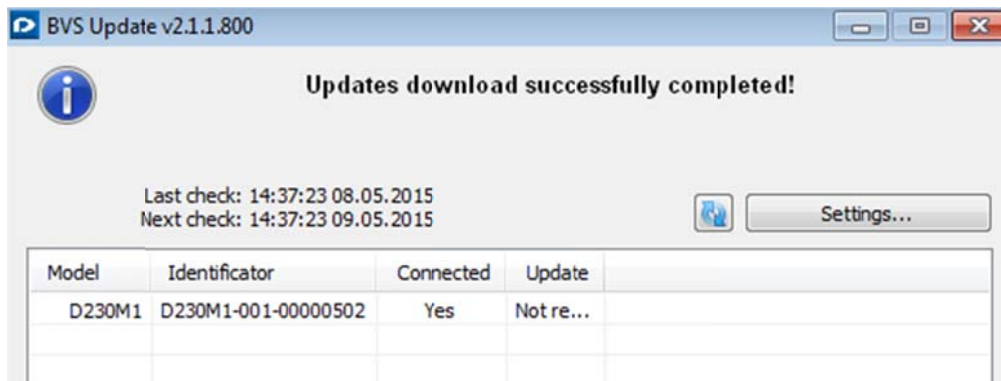 BVS Update v2.1.1.800
Updates download successfully completed!
Last check: 14:37:23 08.05.2015
Next check: 14:37:23 09.05.2015
Settings...
Model Identificator Connected Update
D230M1 D230M1-001-00000502 Yes Not re...